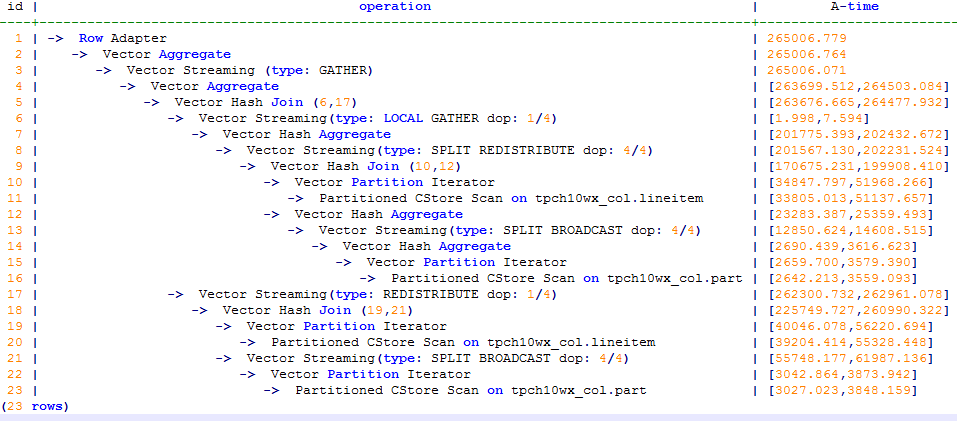 id | operation | A-time
----+----------------------------------------------------------------------------------------+-------------------------
1 | -> Row Adapter | 265006.779
2 | -> Vector Aggregate | 265006.764
3 | -> Vector Streaming (type: GATHER) | 265006.071
4 | -> Vector Aggregate | [263699.512,264503.084]
5 | -> Vector Hash Join (6,17) | [263676.665,264477.932]
6 | -> Vector Streaming(type: LOCAL GATHER dop: 1/4) | [1.998,7.594]
7 | -> Vector Hash Aggregate | [201775.393,202432.672]
8 | -> Vector Streaming(type: SPLIT REDISTRIBUTE dop: 4/4) | [201567.130,202231.524]
9 | -> Vector Hash Join (10,12) | [170675.231,199908.410]
10 | -> Vector Partition Iterator | [34847.797,51968.266]
11 | -> Partitioned CStore Scan on tpch10wx_col.lineitem | [33805.013,51137.657]
12 | -> Vector Hash Aggregate | [23283.387,25359.493]
13 | -> Vector Streaming(type: SPLIT BROADCAST dop: 4/4) | [12850.624,14608.515]
14 | -> Vector Hash Aggregate | [2690.439,3616.623]
15 | -> Vector Partition Iterator | [2659.700,3579.390]
16 | -> Partitioned CStore Scan on tpch10wx_col.part | [2642.213,3559.093]
17 | -> Vector Streaming(type: REDISTRIBUTE dop: 1/4) | [262300.732,262961.078]
18 | -> Vector Hash Join (19,21) | [225749.727,260990.322]
19 | -> Vector Partition Iterator | [40046.078,56220.694]
20 | -> Partitioned CStore Scan on tpch10wx_col.lineitem | [39204.414,55328.448]
21 | -> Vector Streaming(type: SPLIT BROADCAST dop: 4/4) | [55748.177,61987.136]
22 | -> Vector Partition Iterator | [3042.864,3873.942]
23 | -> Partitioned CStore Scan on tpch10wx_col.part | [3027.023,3848.159]
(23 rows)